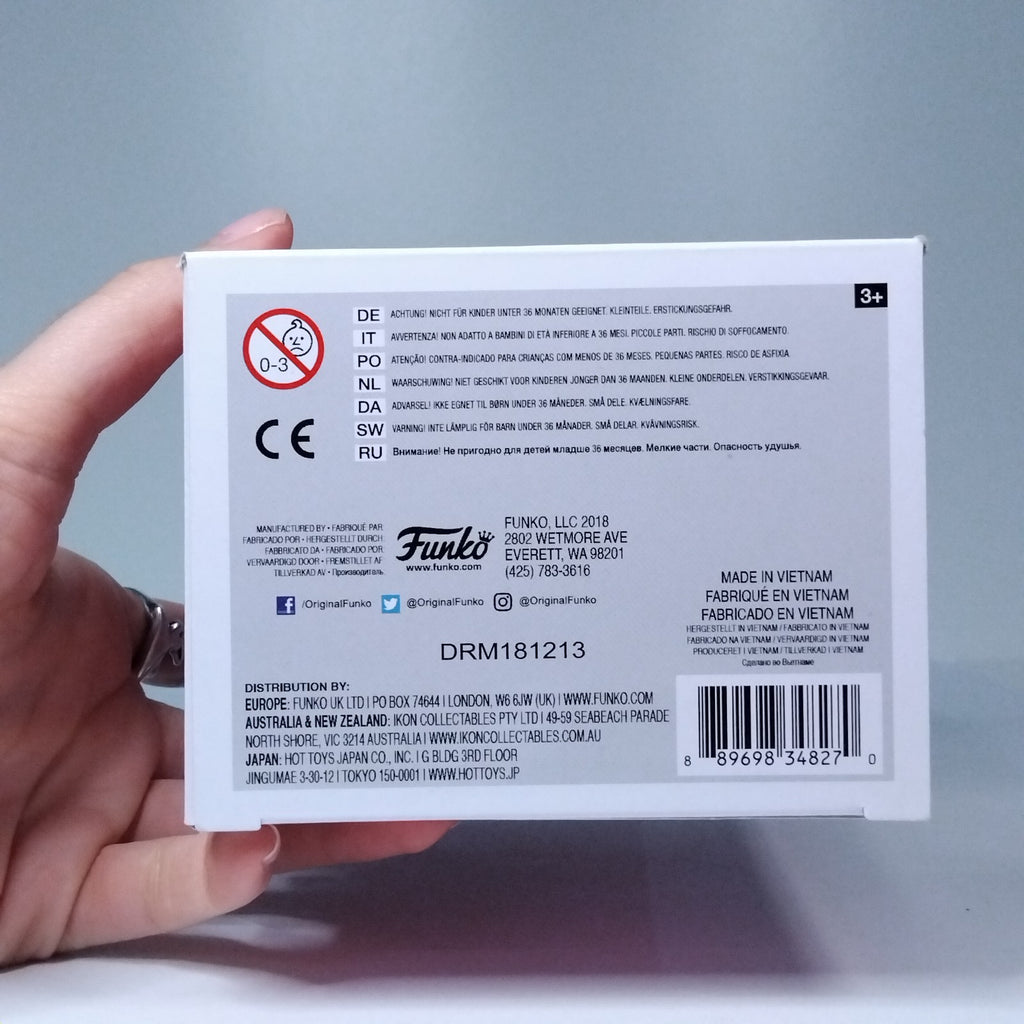 3+
0-3
DE ACHTUNG! NICHT FÜR KINDER UNTER 36 MONATEN GEEIGNET. KLEINTEILE. ERSTICKUNGSGEFAHR.
IT AVVERTENZA! NON ADATTO A BAMBINI DI ETÀ INFERIORE A 36 MESI. PICCOLE PARTI. RISCHIO DI SOFFOCAMENTO.
PO ATENÇÃO! CONTRA-INDICADO PARA CRIANÇAS COM MENOS DE 36 MESES. PEQUENAS PARTES. RISCO DE ASFIXIA
NL WAARSCHUWING! NIET GESCHIKT VOOR KINDEREN JONGER DAN 36 MAANDEN. KLEINE ONDERDELEN. VERSTIKKINGSGEVAAR.
DA ADVARSEL! IKKE EGNET TIL BØRN UNDER 36 MÅNEDER. SMÅ DELE. KVÆLNINGSFARE.
SW VARNING! INTE LÄMPLIG FÖR BARN UNDER 36 MÅNADER. SMÅ DELAR. KVÄVNINGSRISK.
RU Внимание! Не пригодно для детей младше 36 месяцев. Мелкие части. Опасность удушья.
CE
MANUFACTURED BY • FABRIQUÉ PAR
FABRICADO POR • HERGESTELLT DURCH
FABBRICATO DA • FABRICADO POR
VERVAARDIGD DOOR • FREMSTILLET AF
TILLVERKAD AV • Производитель
Funko
www.funko.com
FUNKO, LLC 2018
2802 WETMORE AVE
EVERETT, WA 98201
(425) 783-3616
/OriginalFunko @OriginalFunko @OriginalFunko
DRM181213
MADE IN VIETNAM
FABRIQUÉ EN VIETNAM
FABRICADO EN VIETNAM
HERGESTELLT IN VIETNAM / FABBRICATO IN VIETNAM
FABRICADO NA VIETNAM / VERVAARDIGD IN VIETNAM
PRODUCERET I VIETNAM / TILLVERKAD I VIETNAM
Сделано во Вьетнаме
DISTRIBUTION BY:
EUROPE: FUNKO UK LTD | PO BOX 74644 | LONDON, W6 6JW (UK) | WWW.FUNKO.COM
AUSTRALIA & NEW ZEALAND: IKON COLLECTABLES PTY LTD | 49-59 SEABEACH PARADE
NORTH SHORE, VIC 3214 AUSTRALIA | WWW.IKONCOLLECTABLES.COM.AU
JAPAN: HOT TOYS JAPAN CO., INC. | G BLDG 3RD FLOOR
JINGUMAE 3-30-12 | TOKYO 150-0001 | WWW.HOTTOYS.JP
8 89698 34827 0